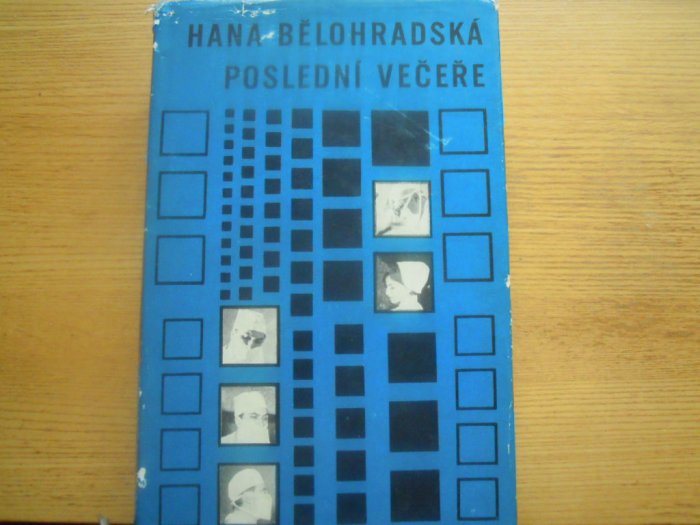 HANA BĚLOHRADSKÁ
POSLEDNÍ VEČEŘE